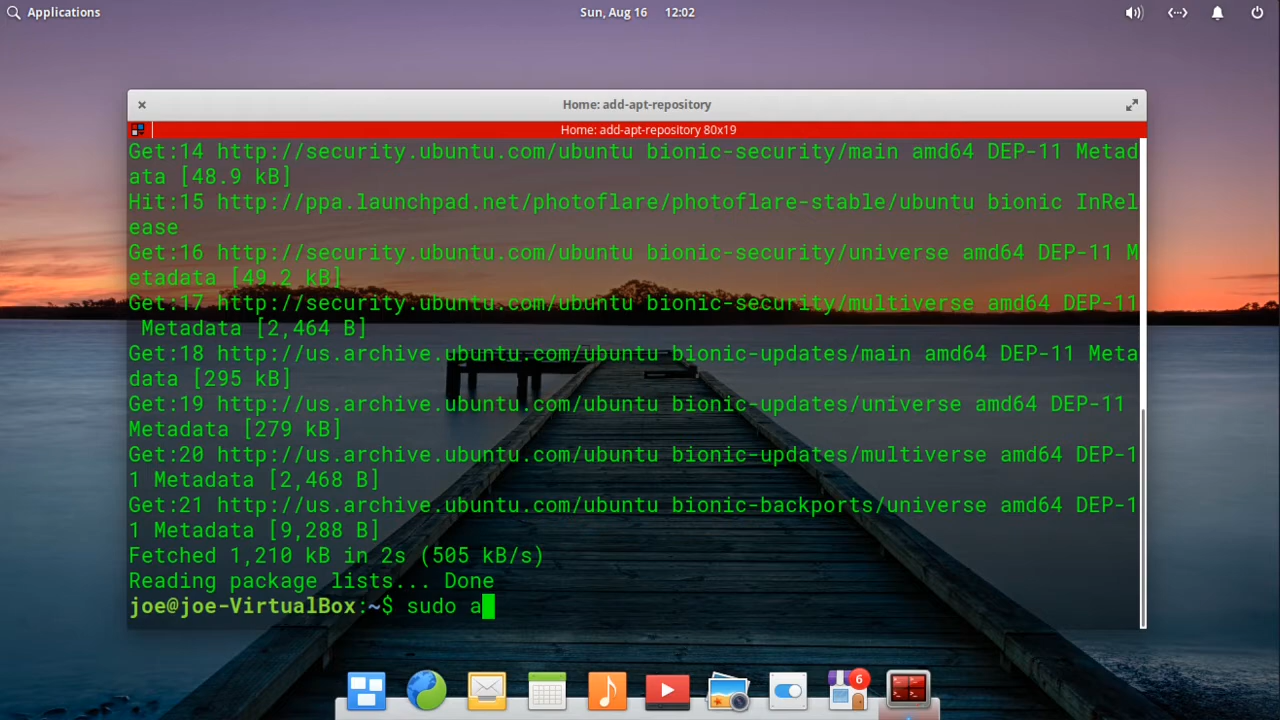 Applications
Sun, Aug 16 12:02
Home: add-apt-repository
Home: add-apt-repository 80x19
Get:14 http://security.ubuntu.com/ubuntu bionic-security/main amd64 DEP-11 Metad
ata [48.9 kB]
Hit:15 http://ppa.launchpad.net/photoflare/photoflare-stable/ubuntu bionic InRel
ease
Get:16 http://security.ubuntu.com/ubuntu bionic-security/universe amd64 DEP-11 M
etadata [49.2 kB]
Get:17 http://security.ubuntu.com/ubuntu bionic-security/multiverse amd64 DEP-11
 Metadata [2,464 B]
Get:18 http://us.archive.ubuntu.com/ubuntu bionic-updates/main amd64 DEP-11 Meta
data [295 kB]
Get:19 http://us.archive.ubuntu.com/ubuntu bionic-updates/universe amd64 DEP-11
Metadata [279 kB]
Get:20 http://us.archive.ubuntu.com/ubuntu bionic-updates/multiverse amd64 DEP-1
1 Metadata [2,468 B]
Get:21 http://us.archive.ubuntu.com/ubuntu bionic-backports/universe amd64 DEP-1
1 Metadata [9,288 B]
Fetched 1,210 kB in 2s (505 kB/s)
Reading package lists... Done
joe@joe-VirtualBox:~$ sudo a
6